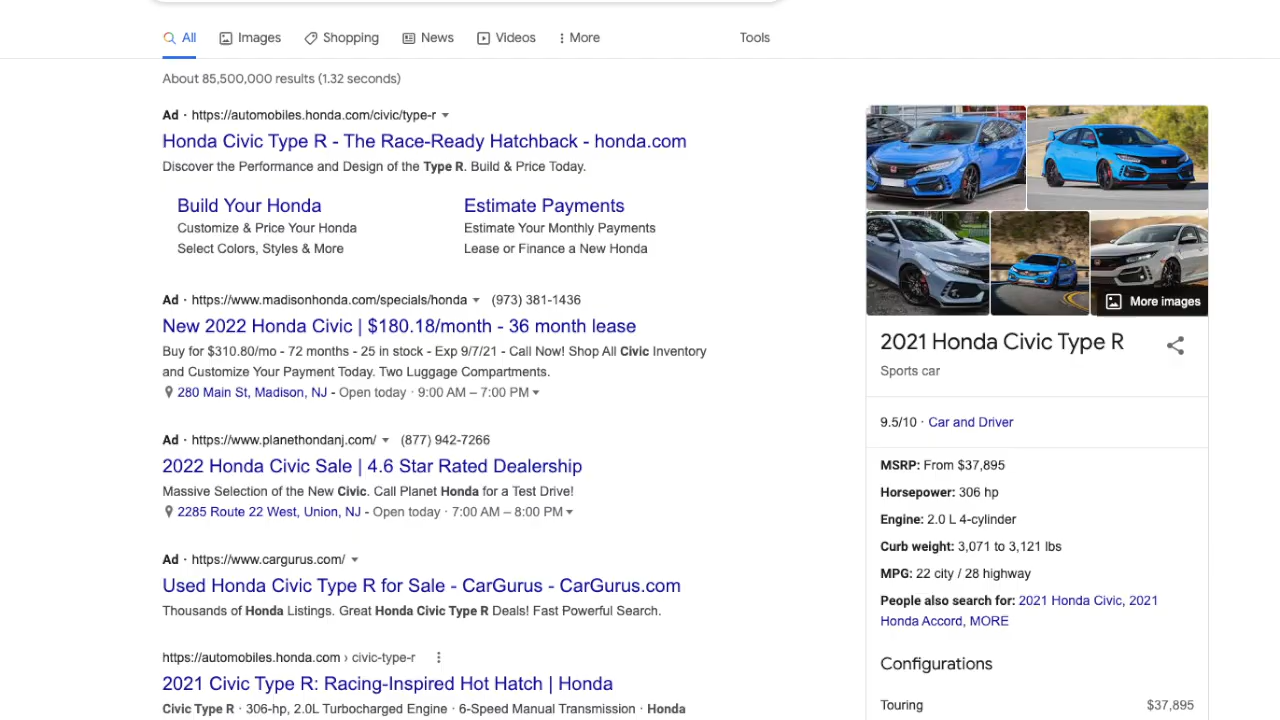 All
Images
Shopping
News
Videos
More
Tools
About 85,500,000 results (1.32 seconds)
Ad · https://automobiles.honda.com/civic/type-r
Honda Civic Type R - The Race-Ready Hatchback - honda.com
Discover the Performance and Design of the Type R. Build & Price Today.
Build Your Honda
Customize & Price Your Honda
Select Colors, Styles & More
Estimate Payments
Estimate Your Monthly Payments
Lease or Finance a New Honda
Ad · https://www.madisonhonda.com/specials/honda (973) 381-1436
New 2022 Honda Civic | $180.18/month - 36 month lease
Buy for $310.80/mo - 72 months - 25 in stock - Exp 9/7/21 - Call Now! Shop All Civic Inventory
and Customize Your Payment Today. Two Luggage Compartments.
280 Main St, Madison, NJ - Open today · 9:00 AM – 7:00 PM
Ad · https://www.planethondanj.com/ (877) 942-7266
2022 Honda Civic Sale | 4.6 Star Rated Dealership
Massive Selection of the New Civic. Call Planet Honda for a Test Drive!
2285 Route 22 West, Union, NJ - Open today · 7:00 AM – 8:00 PM
Ad · https://www.cargurus.com/
Used Honda Civic Type R for Sale - CarGurus - CarGurus.com
Thousands of Honda Listings. Great Honda Civic Type R Deals! Fast Powerful Search.
https://automobiles.honda.com › civic-type-r
2021 Civic Type R: Racing-Inspired Hot Hatch | Honda
Civic Type R · 306-hp, 2.0L Turbocharged Engine · 6-Speed Manual Transmission · Honda
More images
2021 Honda Civic Type R
Sports car
9.5/10 · Car and Driver
MSRP: From $37,895
Horsepower: 306 hp
Engine: 2.0 L 4-cylinder
Curb weight: 3,071 to 3,121 lbs
MPG: 22 city / 28 highway
People also search for: 2021 Honda Civic, 2021
Honda Accord, MORE
Configurations
Touring $37,895